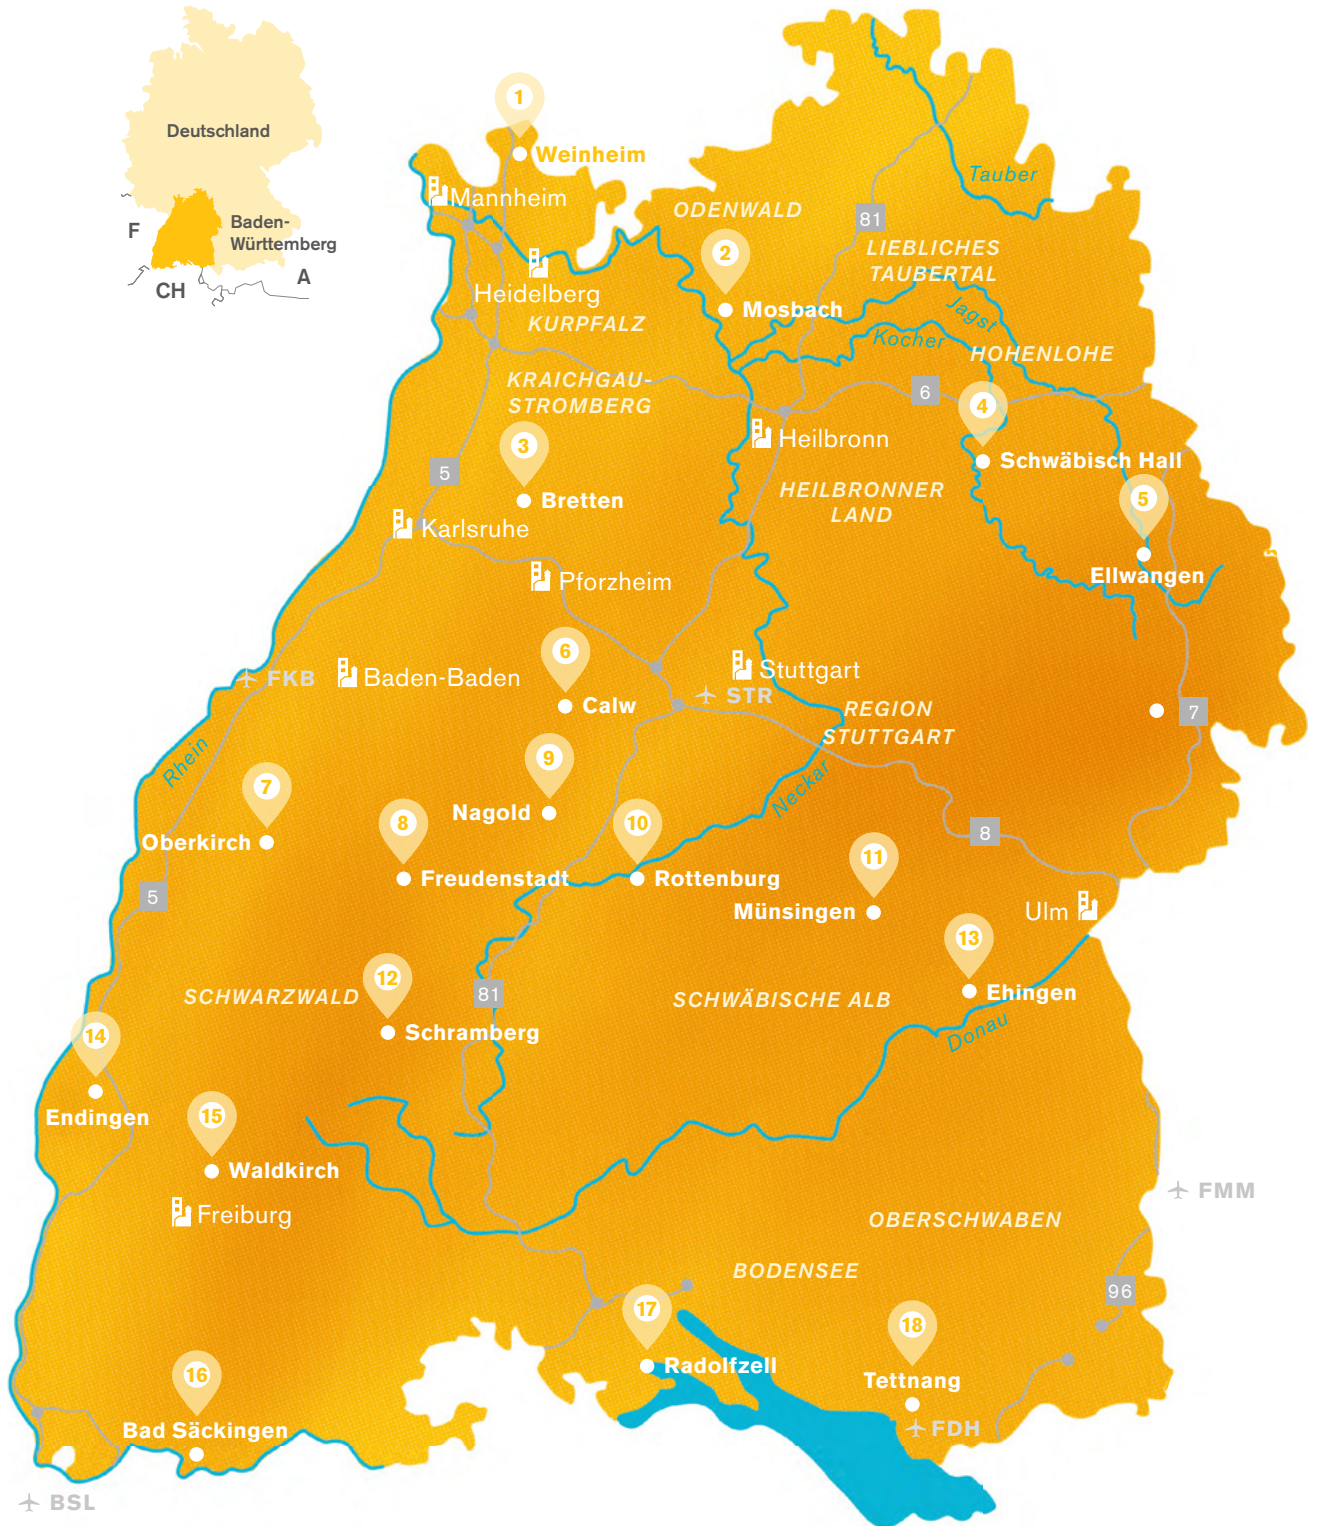 Deutschland
F
Baden-
Württemberg
A
CH
1
Weinheim
Mannheim
Tauber
ODENWALD
81
2
LIEBLICHES
TAUBERTAL
Heidelberg
Mosbach
Jagst
KURPFALZ
Kocher
HOHENLOHE
KRAICHGAU-
STROMBERG
6
4
3
Heilbronn
Schwäbisch Hall
5
Bretten
HEILBRONNER
LAND
5
Karlsruhe
Ellwangen
Pforzheim
6
Stuttgart
FKB
Baden-Baden
STR
Calw
REGION
STUTTGART
7
Rhein
9
Neckar
7
Nagold
8
10
8
Oberkirch
11
Freudenstadt
Rottenburg
5
Münsingen
Ulm
13
12
81
SCHWARZWALD
SCHWÄBISCHE ALB
Ehingen
14
Schramberg
Donau
Endingen
15
Waldkirch
FMM
Freiburg
OBERSCHWABEN
BODENSEE
96
17
18
Radolfzell
16
Tettnang
Bad Säckingen
FDH
BSL